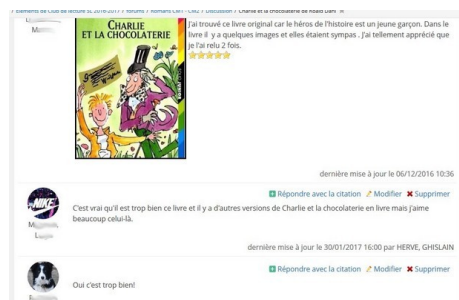 / Eléments de Club de lecture SL 2016-2017 / Forums / Romans CM1 - CM2 / Discussion / Charlie et la chocolaterie de Roald Dahl
CHARLIE
ET LA CHOCOLATERIE
J'ai trouvé ce livre original car le héros de l'histoire est un jeune garçon. Dans le
livre il y a quelques images et elles étaient sympas . J'ai tellement apprécié que
je l'ai relu 2 fois.
dernière mise à jour le 06/12/2016 10:36
Répondre avec la citation Modifier Supprimer
NIKE
C'est vrai qu'il est trop bien ce livre et il y a d'autres versions de Charlie et la chocolaterie en livre mais j'aime
beaucoup celui-là.
dernière mise à jour le 30/01/2017 16:00 par HERVE, GHISLAIN
Répondre avec la citation Modifier Supprimer
Oui c'est trop bien!